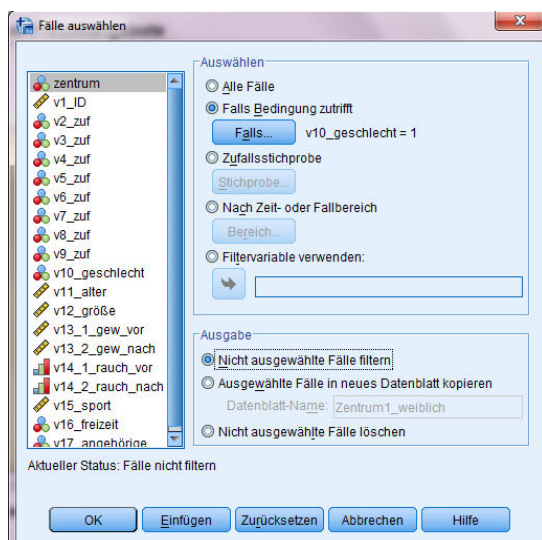 Fälle auswählen
zentrum
v1_ID
v2_zuf
v3_zuf
v4_zuf
v5_zuf
v6_zuf
v7_zuf
v8_zuf
v9_zuf
v10_geschlecht
v11_alter
v12_größe
v13_1_gew_vor
v13_2_gew_nach
v14_1_rauch_vor
v14_2_rauch_nach
v15_sport
v16_freizeit
v17_angehörige
Auswählen
Alle Fälle
Falls Bedingung zutrifft
Falls... v10_geschlecht = 1
Zufallsstichprobe
Stichprobe...
Nach Zeit- oder Fallbereich
Bereich...
Filtervariable verwenden:
Ausgabe
Nicht ausgewählte Fälle filtern
Ausgewählte Fälle in neues Datenblatt kopieren
Datenblatt-Name: Zentrum1_weiblich
Nicht ausgewählte Fälle löschen
Aktueller Status: Fälle nicht
filtern
OK Einfügen Zurücksetzen Abbrechen Hilfe